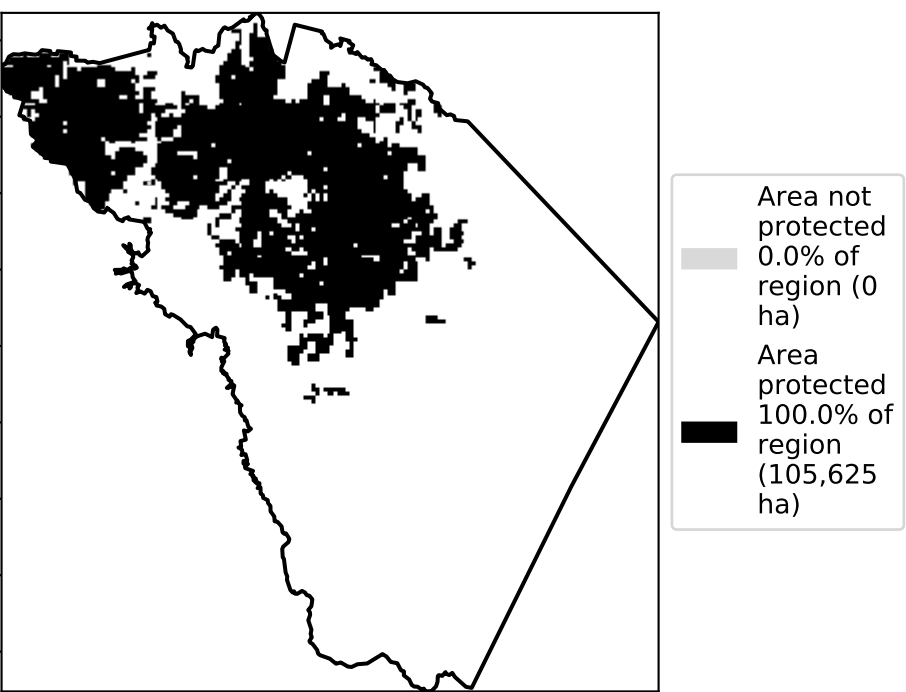 Area not
protected
0.0% of
region (0
ha)
Area
protected
100.0% of
region
(105,625
ha)